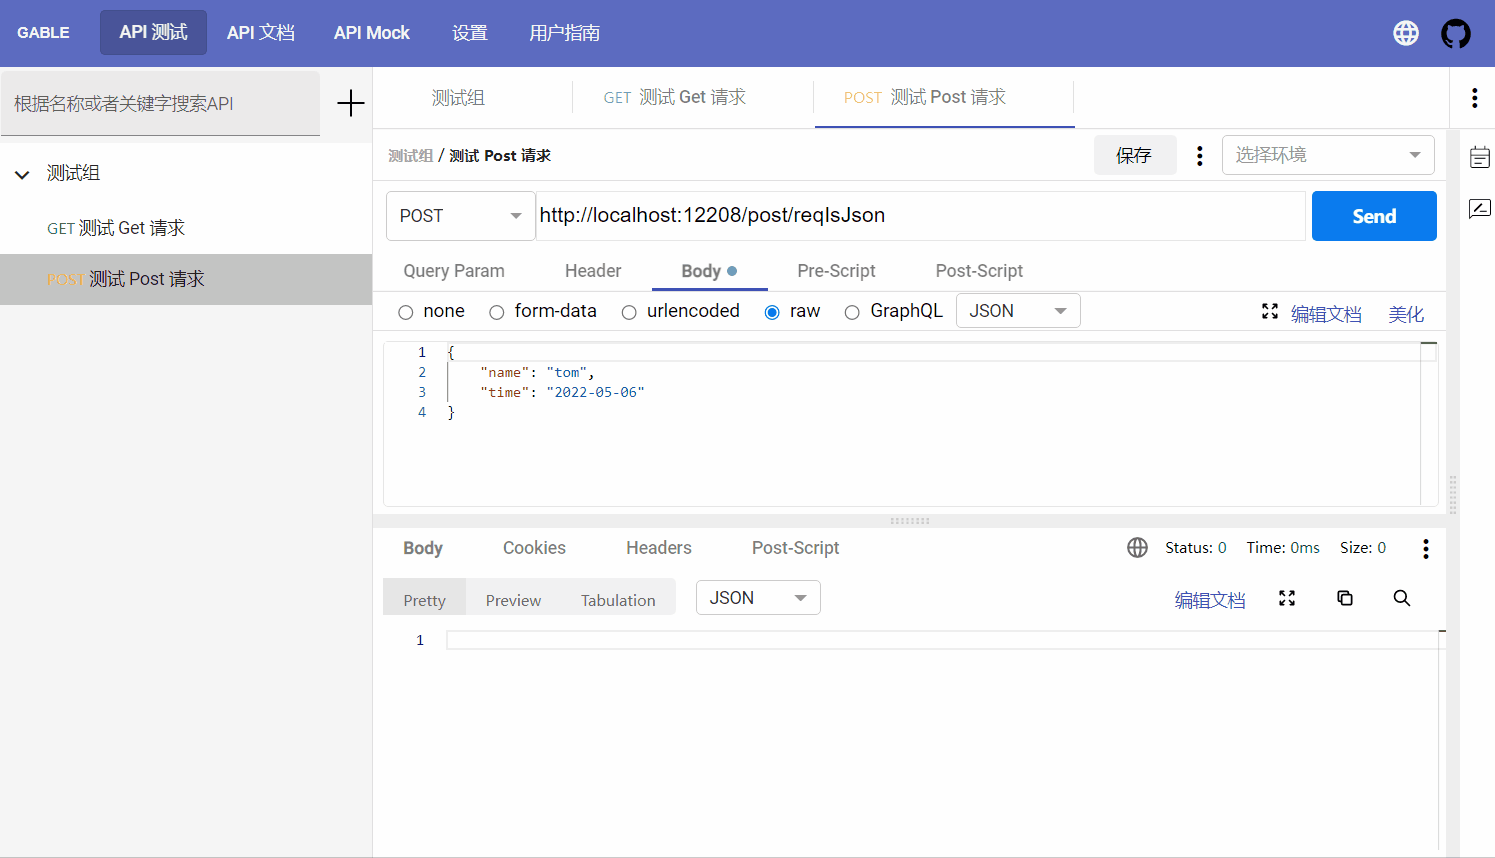 GABLE API 测试 API 文档 API Mock 设置 用户指南
根据名称或者关键字搜索API
测试组
GET 测试 Get 请求
POST 测试 Post 请求
测试组 GET 测试 Get 请求 POST 测试 Post 请求
测试组 / 测试 Post 请求 保存 选择环境
POST http://localhost:12208/post/reqIsJson Send
Query Param Header Body Pre-Script Post-Script
none form-data urlencoded raw GraphQL JSON 编辑文档 美化
1 {
2 "name": "tom",
3 "time": "2022-05-06"
4 }
Body Cookies Headers Post-Script Status: 0 Time: 0ms Size: 0
Pretty Preview Tabulation JSON 编辑文档
1